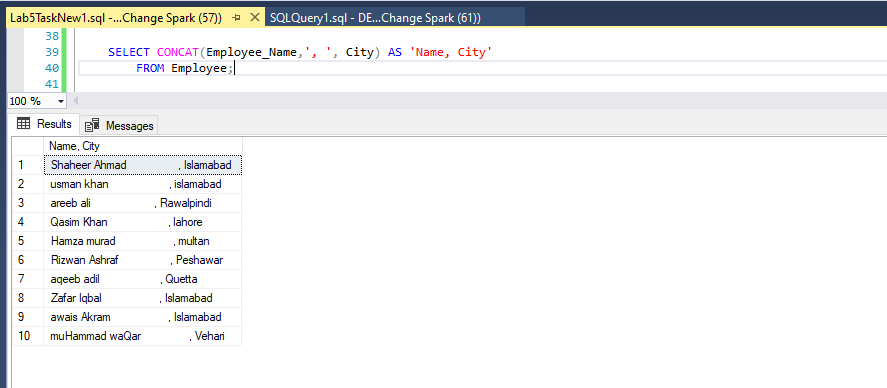 Lab5TaskNew1.sql -...Change Spark (57)) SQLQuery1.sql - DE...Change Spark (61))
38
39 SELECT CONCAT(Employee_Name,', ', City) AS 'Name, City'
40 FROM Employee;
41
100 %
Results Messages
Name, City
1 Shaheer Ahmad , Islamabad
2 usman khan , islamabad
3 areeb ali , Rawalpindi
4 Qasim Khan , lahore
5 Hamza murad , multan
6 Rizwan Ashraf , Peshawar
7 aqeeb adil , Quetta
8 Zafar Iqbal , Islamabad
9 awais Akram , Islamabad
10 muHammad waQar , Vehari